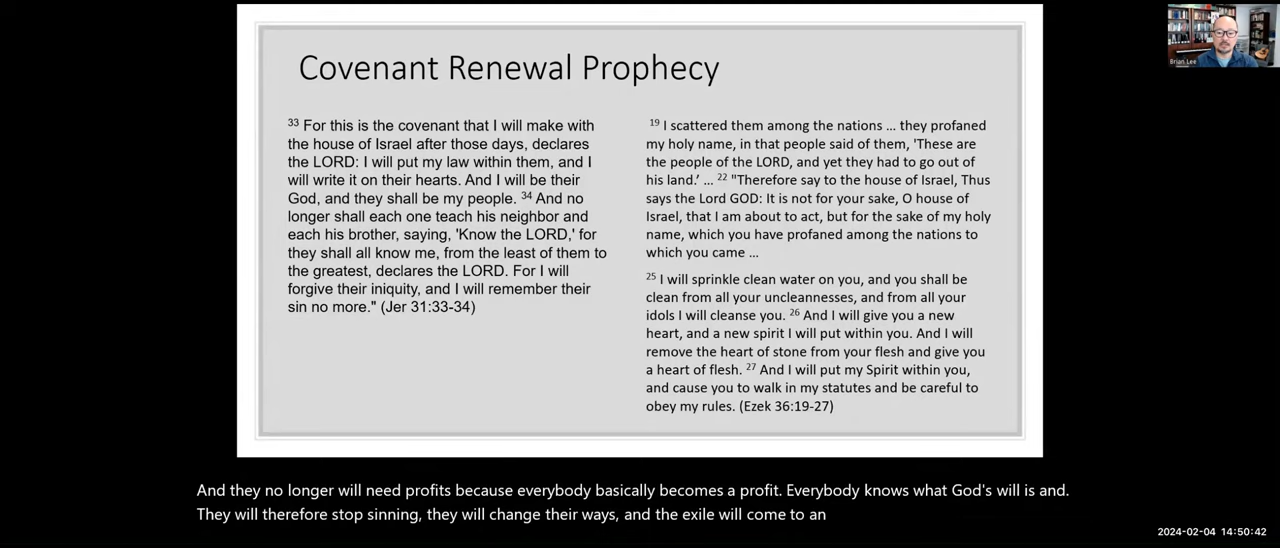 Covenant Renewal Prophecy
33 For this is the covenant that I will make with
the house of Israel after those days, declares
the LORD: I will put my law within them, and I
will write it on their hearts. And I will be their
God, and they shall be my people. 34 And no
longer shall each one teach his neighbor and
each his brother, saying, 'Know the LORD,' for
they shall all know me, from the least of them to
the greatest, declares the LORD. For I will
forgive their iniquity, and I will remember their
sin no more." (Jer 31:33-34)
19 I scattered them among the nations ... they profaned
my holy name, in that people said of them, 'These are
the people of the LORD, and yet they had to go out of
his land.' ... 22 "Therefore say to the house of Israel, Thus
says the Lord GOD: It is not for your sake, O house of
Israel, that I am about to act, but for the sake of my holy
name, which you have profaned among the nations to
which you came ...
25 I will sprinkle clean water on you, and you shall be
clean from all your uncleannesses, and from all your
idols I will cleanse you. 26 And I will give you a new
heart, and a new spirit I will put within you. And I will
remove the heart of stone from your flesh and give you
a heart of flesh. 27 And I will put my Spirit within you,
and cause you to walk in my statutes and be careful to
obey my rules. (Ezek 36:19-27)
Brian Lee
And they no longer will need profits because everybody basically becomes a profit. Everybody knows what God's will is and.
They will therefore stop sinning, they will change their ways, and the exile will come to an
2024-02-04 14:50:42